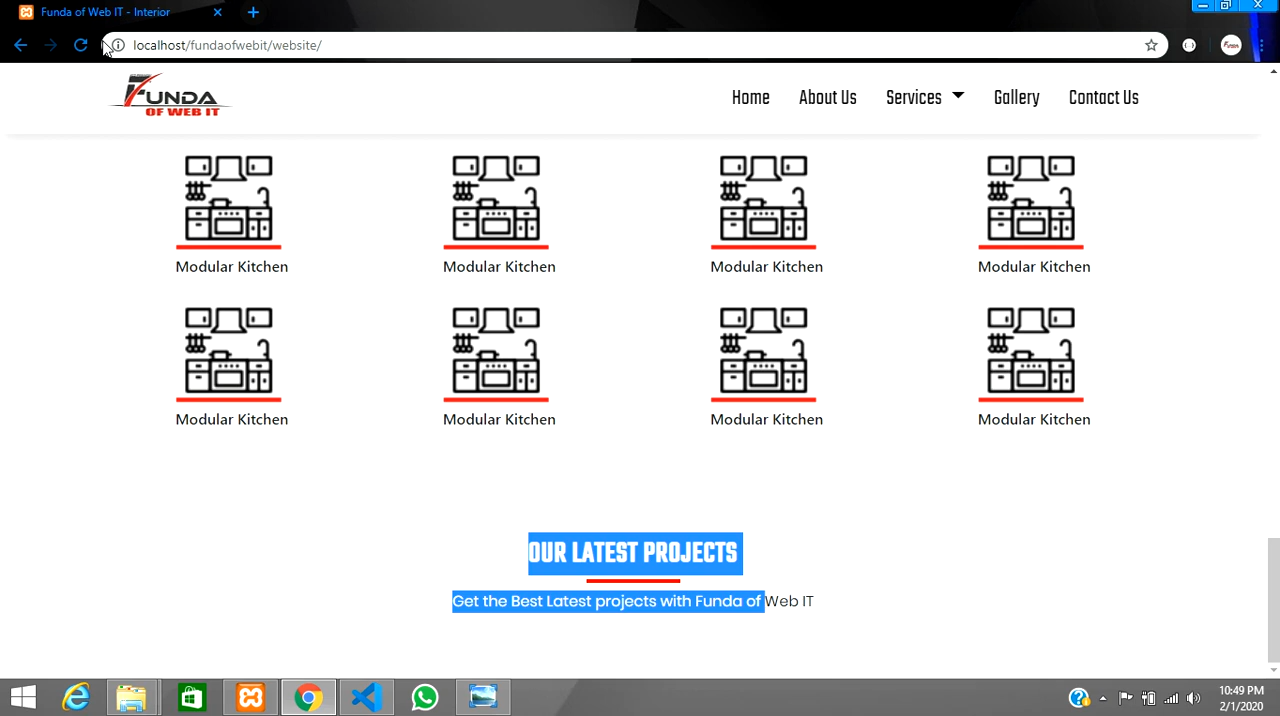 Funda of Web IT - Interior
localhost/fundaofwebit/website/
FUNDA
OF WEB IT
Home About Us Services Gallery Contact Us
Modular Kitchen Modular Kitchen Modular Kitchen Modular Kitchen
Modular Kitchen Modular Kitchen Modular Kitchen Modular Kitchen
OUR LATEST PROJECTS
Get the Best Latest projects with Funda of Web IT
10:49 PM
2/1/2020